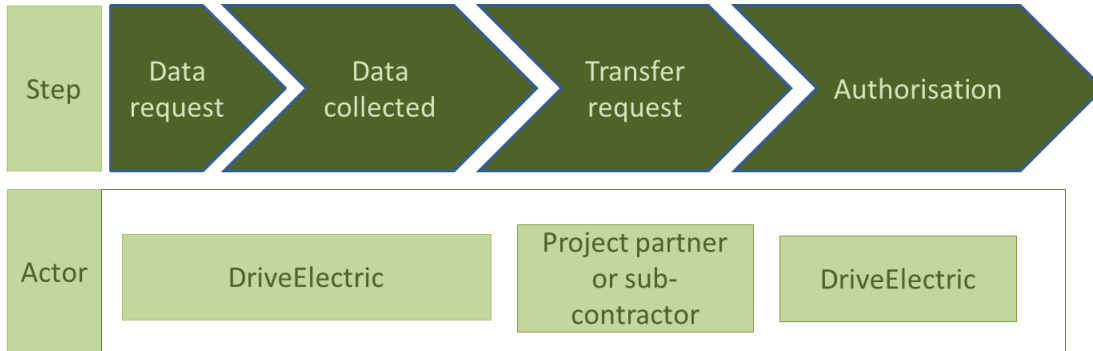 Step
Data
request
Data
collected
Transfer
request
Authorisation
Actor
DriveElectric
Project partner
or sub-
contractor
DriveElectric